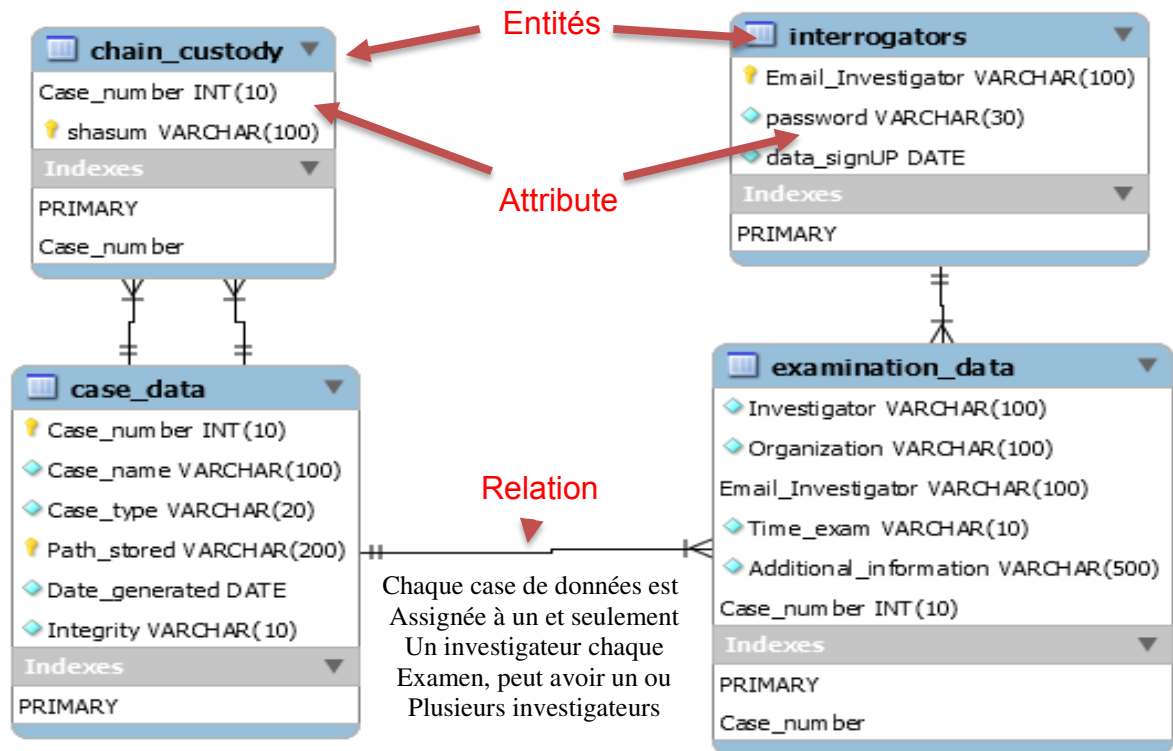 Entités
chain_custody
Case_number INT(10)
shasum VARCHAR(100)
Indexes
PRIMARY
Case_number
interrogators
Email_Investigator VARCHAR(100)
password VARCHAR(30)
data_signUP DATE
Indexes
PRIMARY
Attribute
case_data
Case_number INT(10)
Case_name VARCHAR(100)
Case_type VARCHAR(20)
Path_stored VARCHAR(200)
Date_generated DATE
Integrity VARCHAR(10)
Indexes
PRIMARY
Relation
Chaque case de données est
Assignée à un et seulement
Un investigateur chaque
Examen, peut avoir un ou
Plusieurs investigateurs
examination_data
Investigator VARCHAR(100)
Organization VARCHAR(100)
Email_Investigator VARCHAR(100)
Time_exam VARCHAR(10)
Additional_information VARCHAR(500)
Case_number INT(10)
Indexes
PRIMARY
Case_number